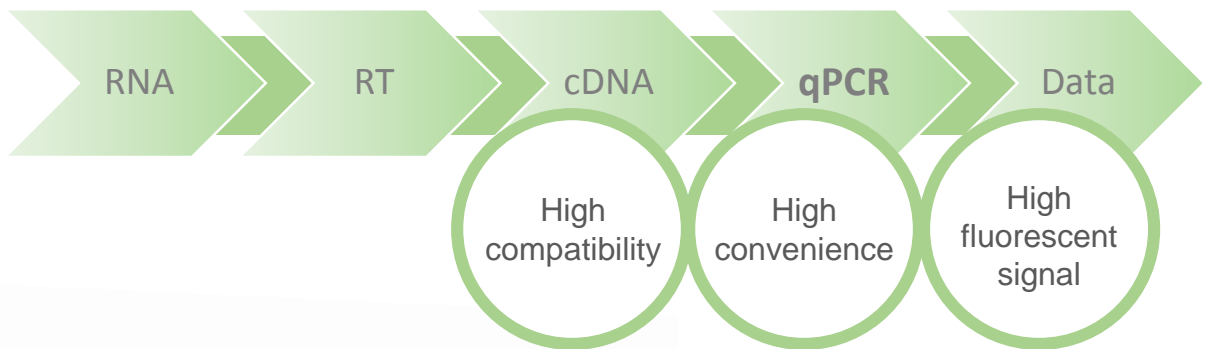 RNA
RT
cDNA
qPCR
Data
High
compatibility
High
convenience
High
fluorescent
signal